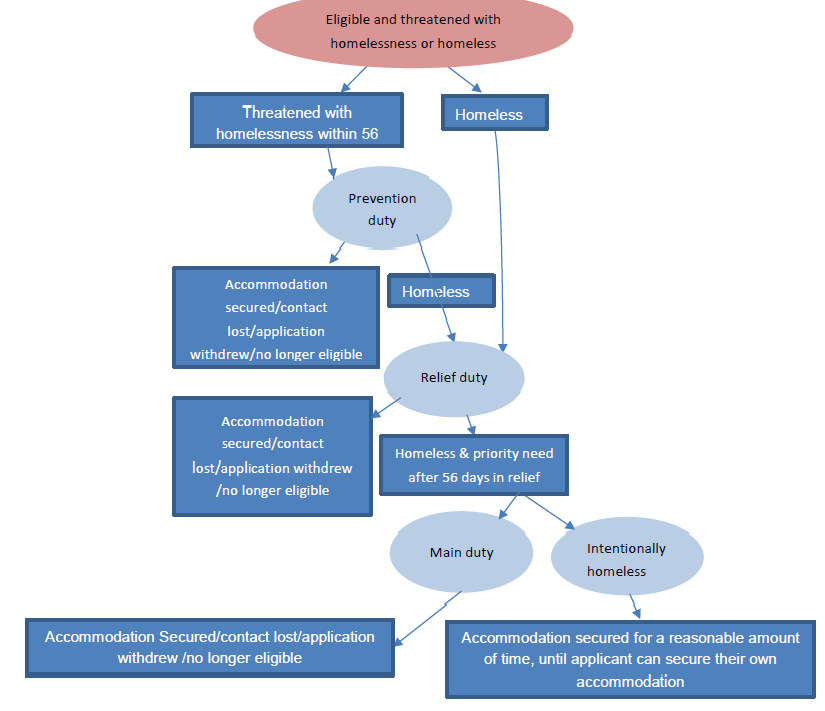 Eligible and threatened with
homelessness or homeless
Threatened with
homelessness within 56
Homeless
Prevention
duty
Accommodation
secured/contact
lost/application
withdrew/no longer eligible
Homeless
Relief duty
Accommodation
secured/contact
lost/application withdrew
/no longer eligible
Homeless & priority need
after 56 days in relief
Main duty
Intentionally
homeless
Accommodation Secured/contact lost/application
withdrew /no longer eligible
Accommodation secured for a reasonable amount
of time, until applicant can secure their own
accommodation